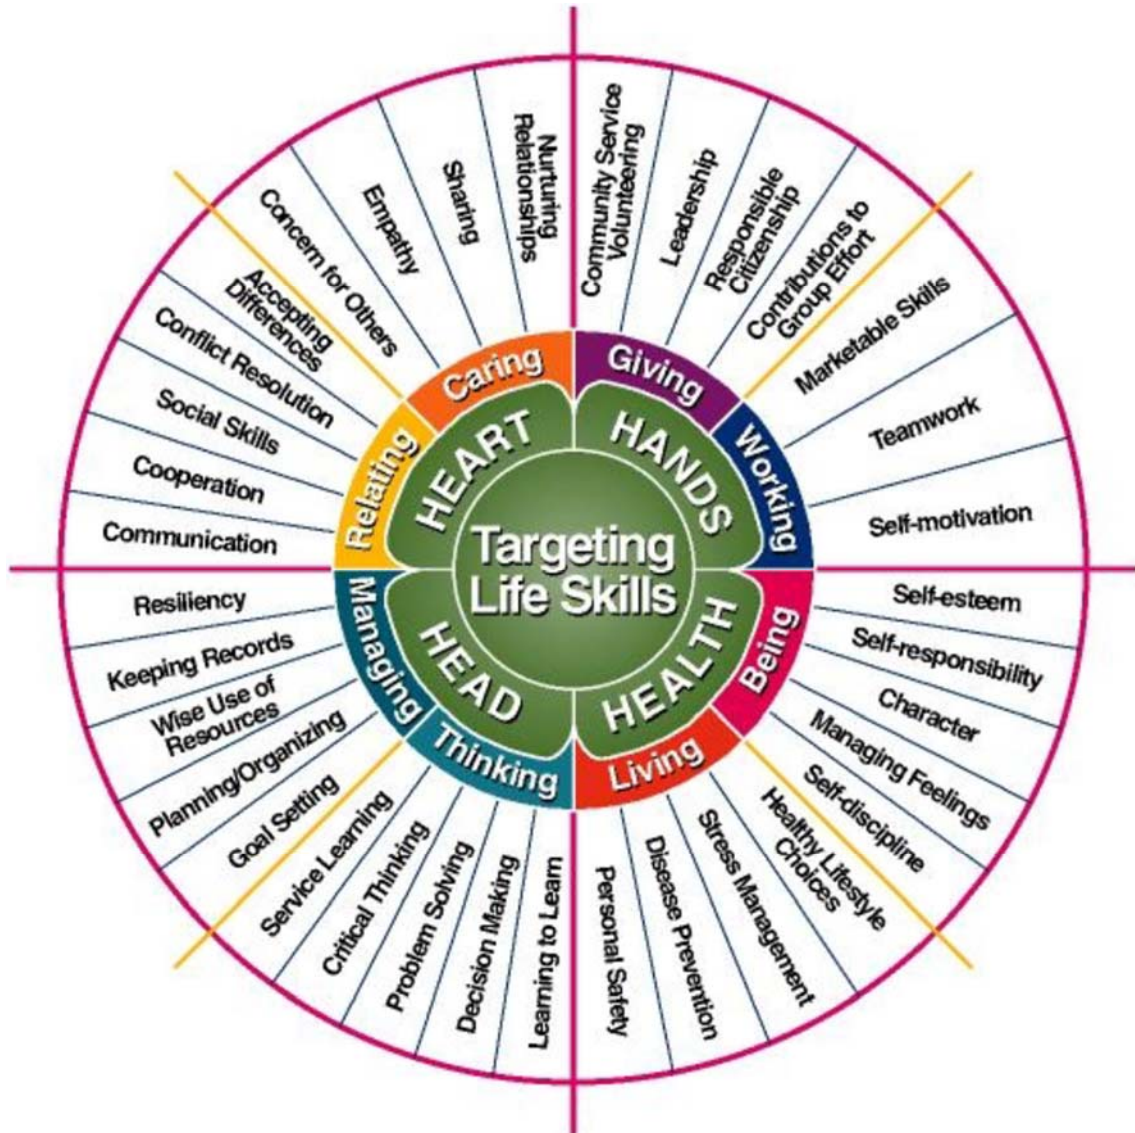 Targeting
Life Skills
HEART
HANDS
HEALTH
HEAD
Caring
Giving
Working
Being
Living
Thinking
Managing
Relating
Community Service
Volunteering
Leadership
Responsible
Citizenship
Contributions to
Group Effort
Marketable Skills
Teamwork
Self-motivation
Self-esteem
Self-responsibility
Character
Managing Feelings
Self-discipline
Healthy Lifestyle
Choices
Stress Management
Disease Prevention
Personal Safety
Learning to Learn
Decision Making
Problem Solving
Critical Thinking
Service Learning
Goal Setting
Planning/Organizing
Wise Use of
Resources
Keeping Records
Resiliency
Communication
Cooperation
Social Skills
Conflict Resolution
Accepting
Differences
Concern for Others
Empathy
Sharing
Nurturing
Relationships